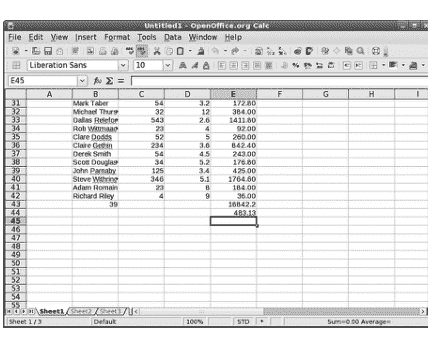 Untitled1 - OpenOffice.org Calc
File Edit View Insert Format Tools Data Window Help
Liberation Sans 10
E45 fx Σ =
A B C D E F G H I
31 Mark Taber 54 3.2 172.80
32 Michael Thurs 32 12 384.00
33 Dallas Relefor 543 2.6 1411.80
34 Rob Wittmaad 23 4 92.00
35 Clare Dodds 52 5 260.00
36 Claire Gethin 234 3.6 842.40
37 Derek Smith 54 4.5 243.00
38 Scott Douglas 34 5.2 176.80
39 John Parnaby 125 3.4 425.00
40 Steve Withring 346 5.1 1764.60
41 Adam Romain 23 8 184.00
42 Richard Riley 4 9 36.00
43 39 18842.2
44 483.13
45
46
47
48
49
50
51
52
53
54
55
Sheet1 Sheet2 Sheet3
Sheet 1 / 3 Default 100% STD * Sum=0.00 Average=